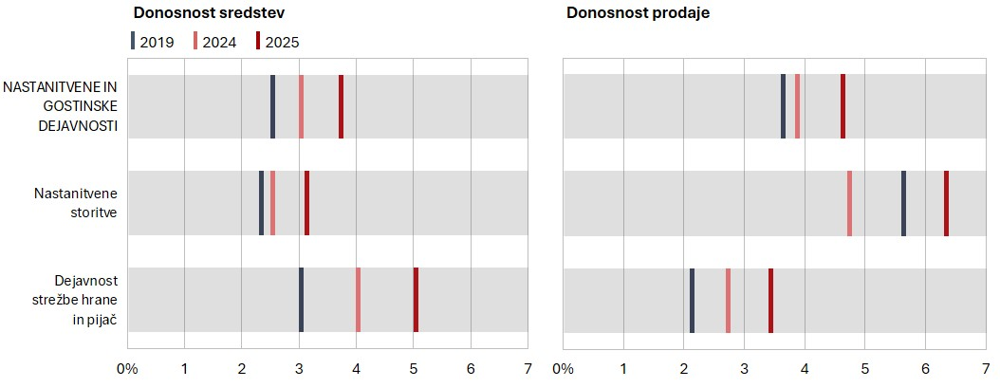 Donosnost sredstev
2019 2024 2025
NASTANITVENE IN
GOSTINSKE
DEJAVNOSTI
Nastanitvene
storitve
Dejavnost
strežbe hrane
in pijač
0% 1 2 3 4 5 6 7
Donosnost prodaje
0% 1 2 3 4 5 6 7